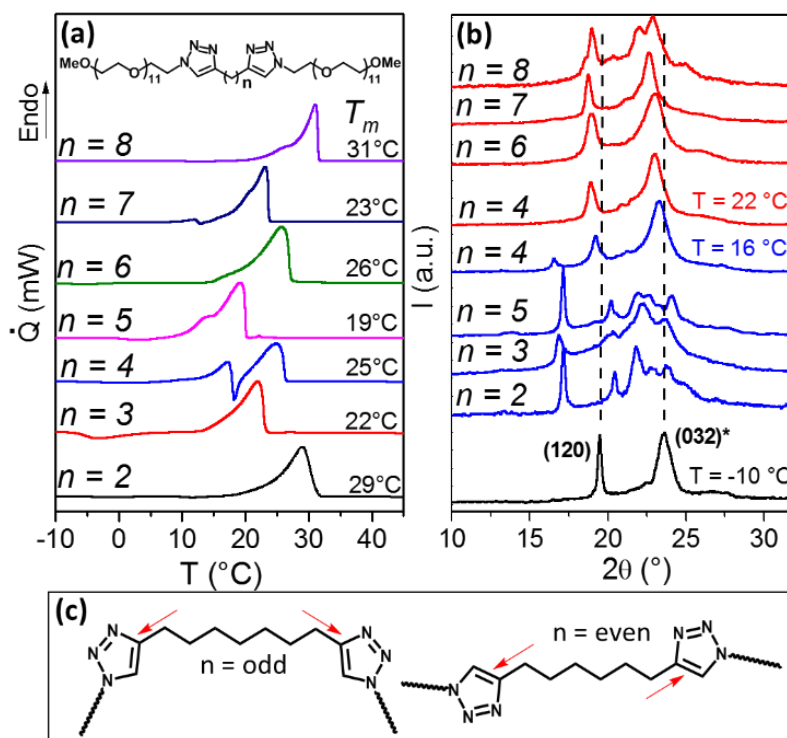 (a)
MeO O 11 N N=N n N=N N O 11 OMe
Endo
T_m
n = 8 31°C
n = 7 23°C
n = 6 26°C
n = 5 19°C
n = 4 25°C
n = 3 22°C
n = 2 29°C
Q̇ (mW)
-10 0 10 20 30 40
T (°C)
(b)
n = 8
n = 7
n = 6
n = 4 T = 22 °C
n = 4 T = 16 °C
n = 5
n = 3
n = 2
(120) (032)*
T = -10 °C
I (a.u.)
10 15 20 25 30
2θ (°)
(c)
N N N n = odd N N N
N N N n = even N N N